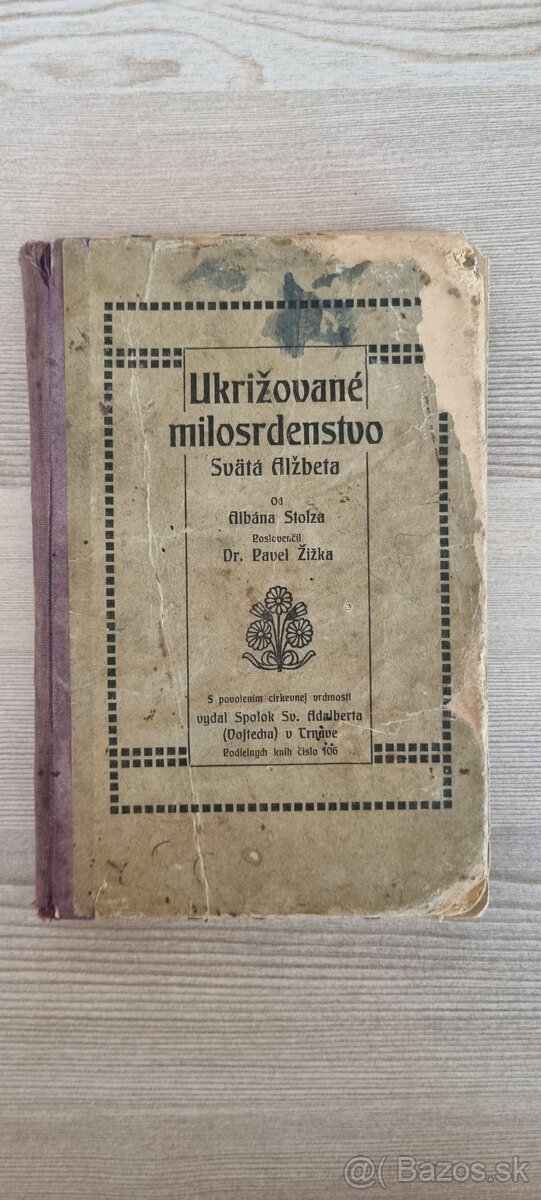 Ukrižované
milosrdenstvo
Svätá Alžbeta
Od
Albána Stolza
Poslovenčil
Dr. Pavel Žižka
S povolením cirkevnej vrchnosti
vydal Spolok Sv. Adalberta
(Vojtecha) v Trnave
Podielnych kníh číslo 106
@( Bazos.sk